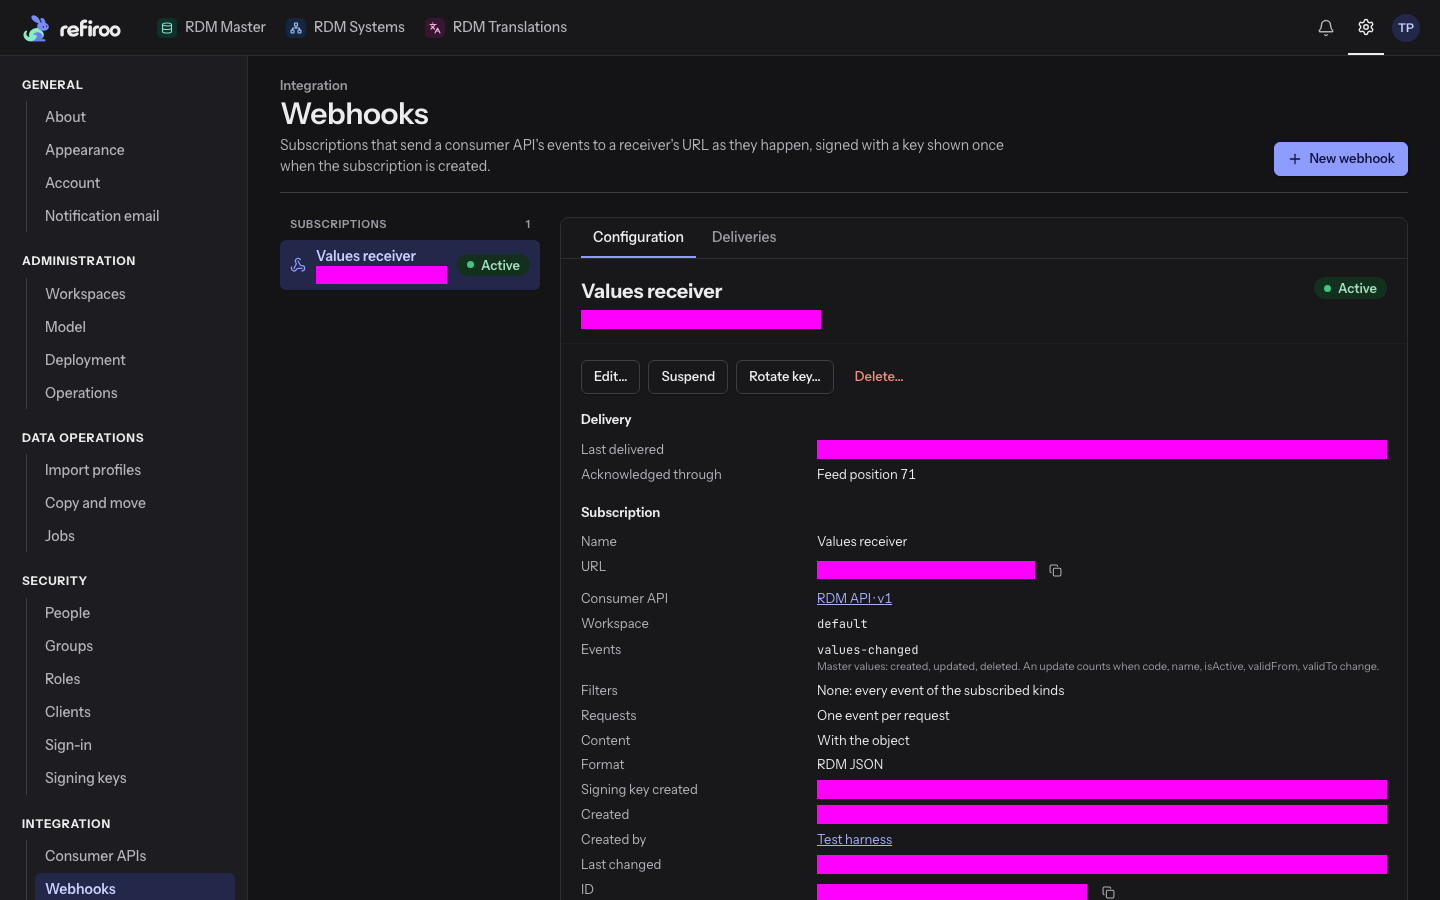 refiroo
RDM Master
RDM Systems
RDM Translations
TP
GENERAL
About
Appearance
Account
Notification email
ADMINISTRATION
Workspaces
Model
Deployment
Operations
DATA OPERATIONS
Import profiles
Copy and move
Jobs
SECURITY
People
Groups
Roles
Clients
Sign-in
Signing keys
INTEGRATION
Consumer APIs
Webhooks
Integration
Webhooks
Subscriptions that send a consumer API's events to a receiver's URL as they happen, signed with a key shown once
when the subscription is created.
New webhook
SUBSCRIPTIONS 1
Values receiver
Active
Configuration
Deliveries
Values receiver
Active
Edit...
Suspend
Rotate key...
Delete...
Delivery
Last delivered
Acknowledged through Feed position 71
Subscription
Name Values receiver
URL
Consumer API RDM API · v1
Workspace default
Events values-changed
Master values: created, updated, deleted. An update counts when code, name, isActive, validFrom, validTo change.
Filters None: every event of the subscribed kinds
Requests One event per request
Content With the object
Format RDM JSON
Signing key created
Created
Created by Test harness
Last changed
ID